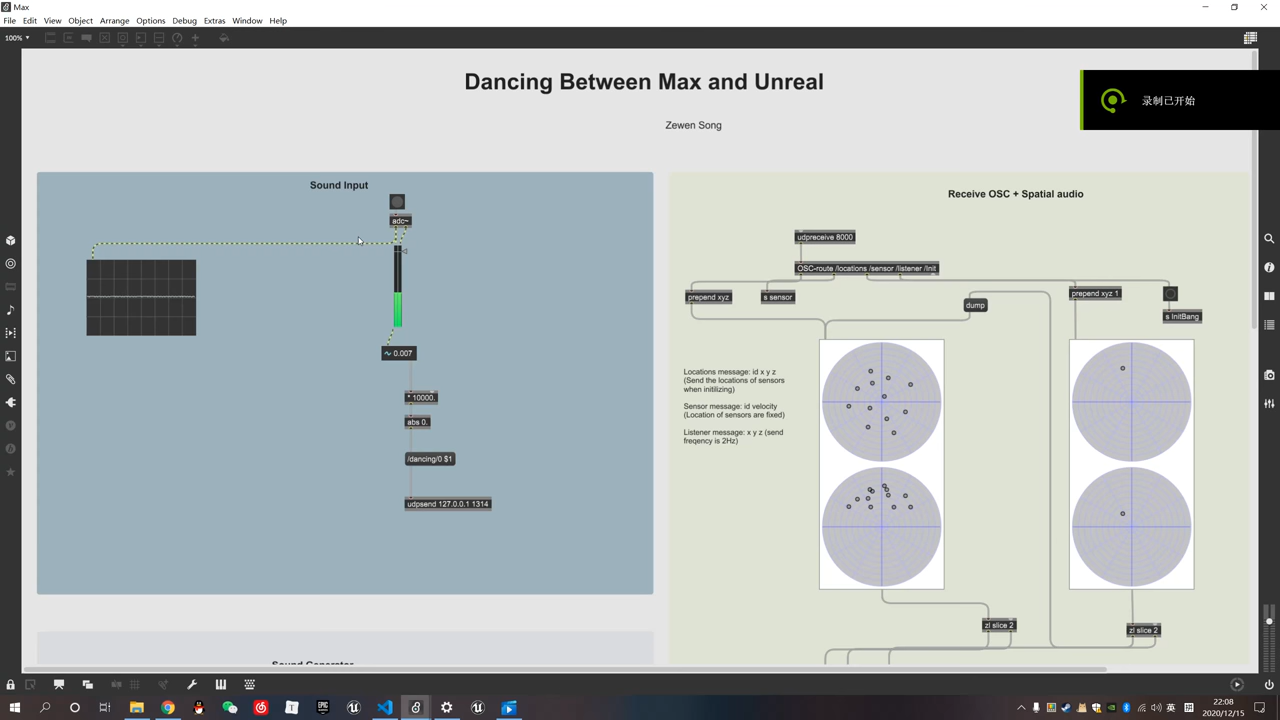 Max
File Edit View Object Arrange Options Debug Extras Window Help
100%
Dancing Between Max and Unreal
Zewen Song
录制已开始
Sound Input
adc~
0.007
* 10000.
abs 0.
/dancing/0 $1
udpsend 127.0.0.1 1314
Sound Generator
Receive OSC + Spatial audio
udpreceive 8000
OSC-route /locations /sensor /listener /Init
prepend xyz
s sensor
dump
prepend xyz 1
s InitBang
Locations message: id x y z
(Send the locations of sensors
when initilizing)
Sensor message: id velocity
(Location of sensors are fixed)
Listener message: x y z (send
freqency is 2Hz)
zl slice 2
zl slice 2
22:08
2020/12/15